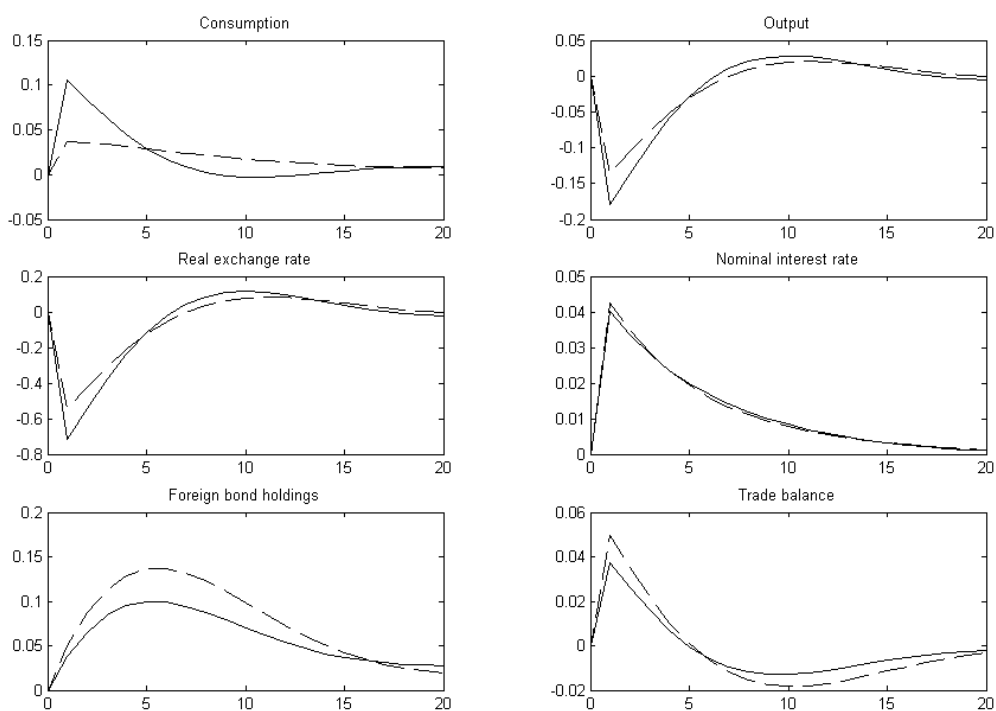 Consumption
0.15
0.1
0.05
0
-0.05
0 5 10 15 20
Output
0.05
0
-0.05
-0.1
-0.15
-0.2
0 5 10 15 20
Real exchange rate
0.2
0
-0.2
-0.4
-0.6
-0.8
0 5 10 15 20
Nominal interest rate
0.05
0.04
0.03
0.02
0.01
0
0 5 10 15 20
Foreign bond holdings
0.2
0.15
0.1
0.05
0
0 5 10 15 20
Trade balance
0.06
0.04
0.02
0
-0.02
0 5 10 15 20